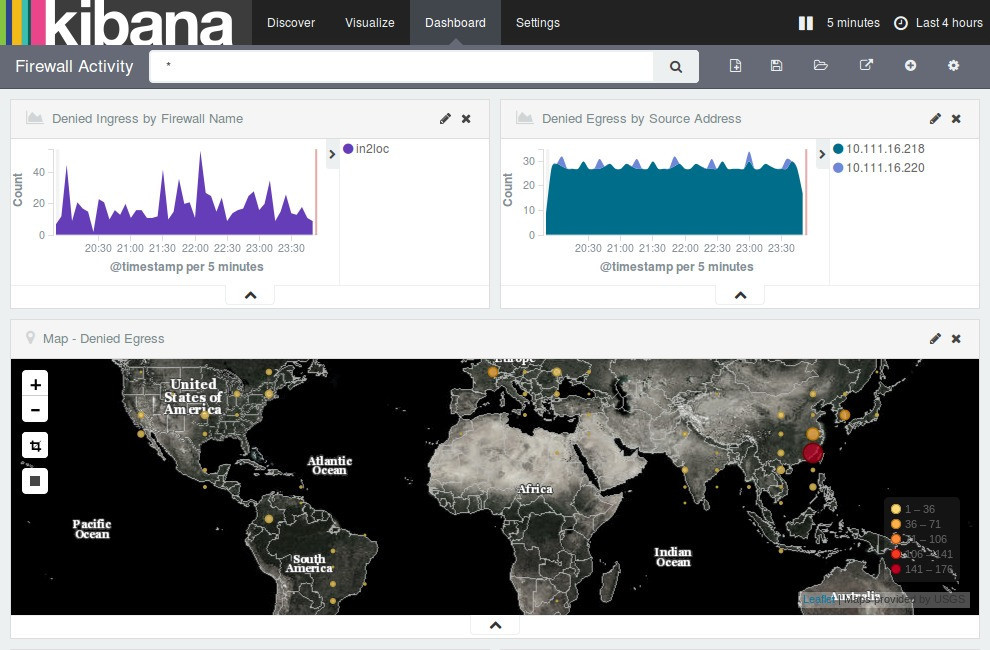 kibana
Discover
Visualize
Dashboard
Settings
5 minutes
Last 4 hours
Firewall Activity
*
Denied Ingress by Firewall Name
Denied Egress by Source Address
Count
40
20
0
20:30 21:00 21:30 22:00 22:30 23:00 23:30
@timestamp per 5 minutes
in2loc
Count
30
20
10
0
20:30 21:00 21:30 22:00 22:30 23:00 23:30
@timestamp per 5 minutes
10.111.16.218
10.111.16.220
Map - Denied Egress
+
−
Europe
United
States of
America
Atlantic
Ocean
Africa
Pacific
Ocean
South
America
Indian
Ocean
1 – 36
36 – 71
71 – 106
106 – 141
141 – 176
Australia
Leaflet | Maps provided by USGS